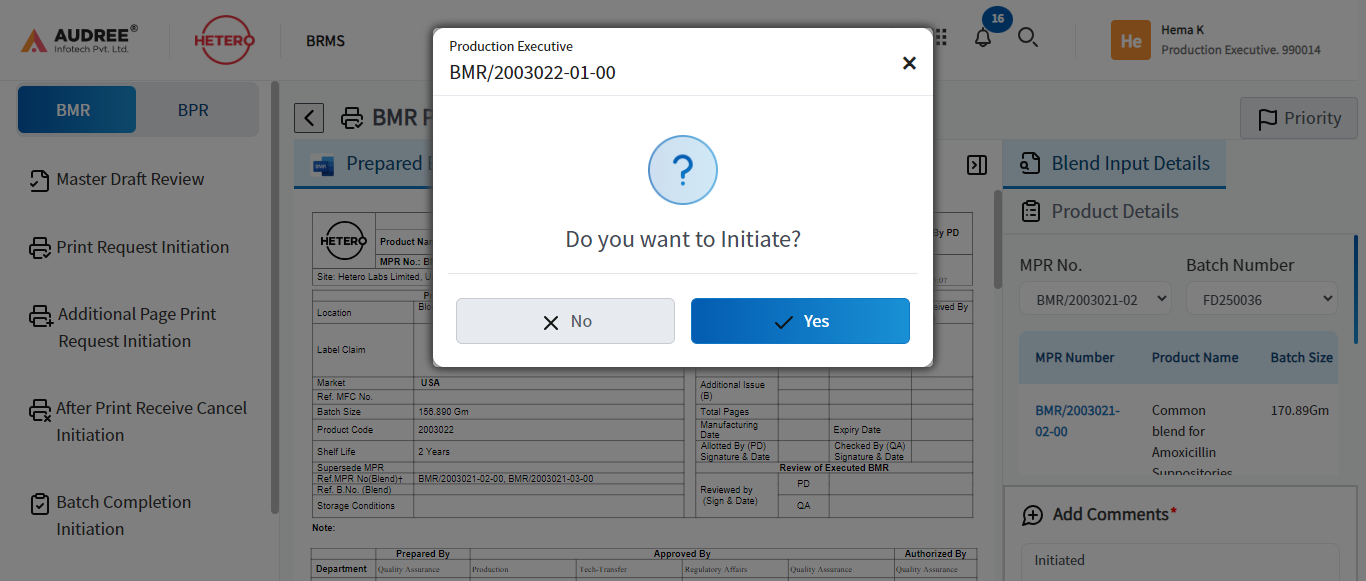 AUDREE®
Infotech Pvt. Ltd.
HETERO
BRMS
16
He
Hema K
Production Executive. 990014
Production Executive
BMR/2003022-01-00
Do you want to Initiate?
No
Yes
BMR
BPR
Master Draft Review
Print Request Initiation
Additional Page Print
Request Initiation
After Print Receive Cancel
Initiation
Batch Completion
Initiation
BMR
Priority
Prepared
HETERO
By PD
MPR No.:
Site: Hetero Labs Limited,
Location
Label Claim
Market
USA
Ref. MFC No.
Batch Size
156.890 Gm
Product Code
2003022
Shelf Life
2 Years
Supersede MPR
Ref.MPR No(Blend)+
BMR/2003021-02-00, BMR/2003021-03-00
Ref. B.No. (Blend)
Storage Conditions
Additional Issue
(B)
Total Pages
Manufacturing
Date
Expiry Date
Allotted By (PD)
Signature & Date
Checked By (QA)
Signature & Date
Review of Executed BMR
Reviewed by
(Sign & Date)
PD
QA
Note:
Prepared By
Approved By
Authorized By
Department
Quality Assurance
Production
Tech-Transfer
Regulatory Affairs
Quality Assurance
Quality Assurance
Blend Input Details
Product Details
MPR No.
Batch Number
BMR/2003021-02
FD250036
MPR Number
Product Name
Batch Size
BMR/2003021-
02-00
Common
blend for
Amoxicillin
Suppositories
170.89Gm
Add Comments*
Initiated